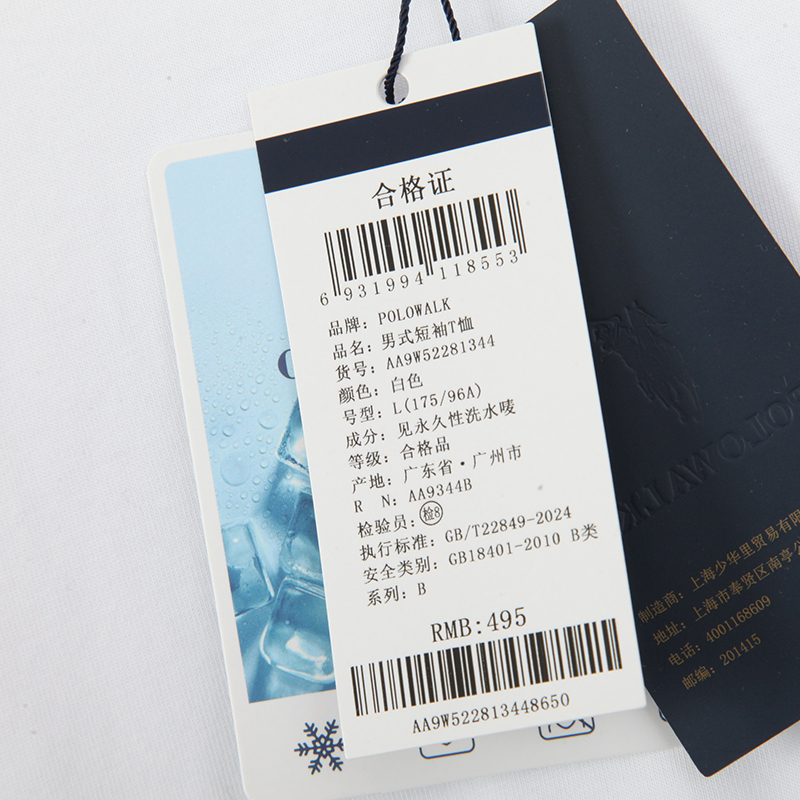 合格证
6 931994 118553
品牌：POLOWALK
品名：男式短袖T恤
货号：AA9W52281344
颜色：白色
号型：L(175/96A)
成分：见永久性洗水唛
等级：合格品
产地：广东省·广州市
R N：AA9344B
检验员：检8
执行标准：GB/T22849-2024
安全类别：GB18401-2010 B类
系列：B
RMB:495
AA9W522813448650
POLOWALK
制造商：上海少华里贸易有限
地址：上海市奉贤区南亭公
电话：4001168609
邮编：201415